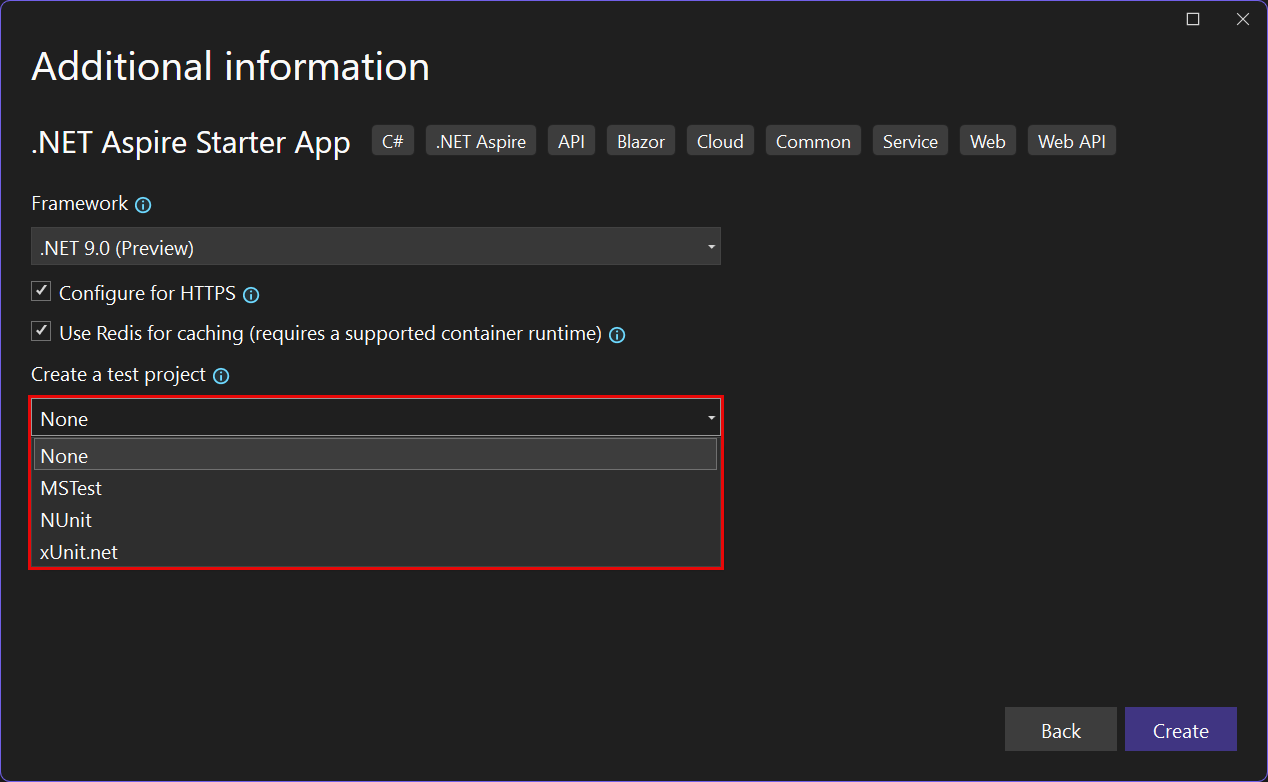 Additional information
.NET Aspire Starter App C# .NET Aspire API Blazor Cloud Common Service Web Web API
Framework
.NET 9.0 (Preview)
Configure for HTTPS
Use Redis for caching (requires a supported container runtime)
Create a test project
None
None
MSTest
NUnit
xUnit.net
Back Create